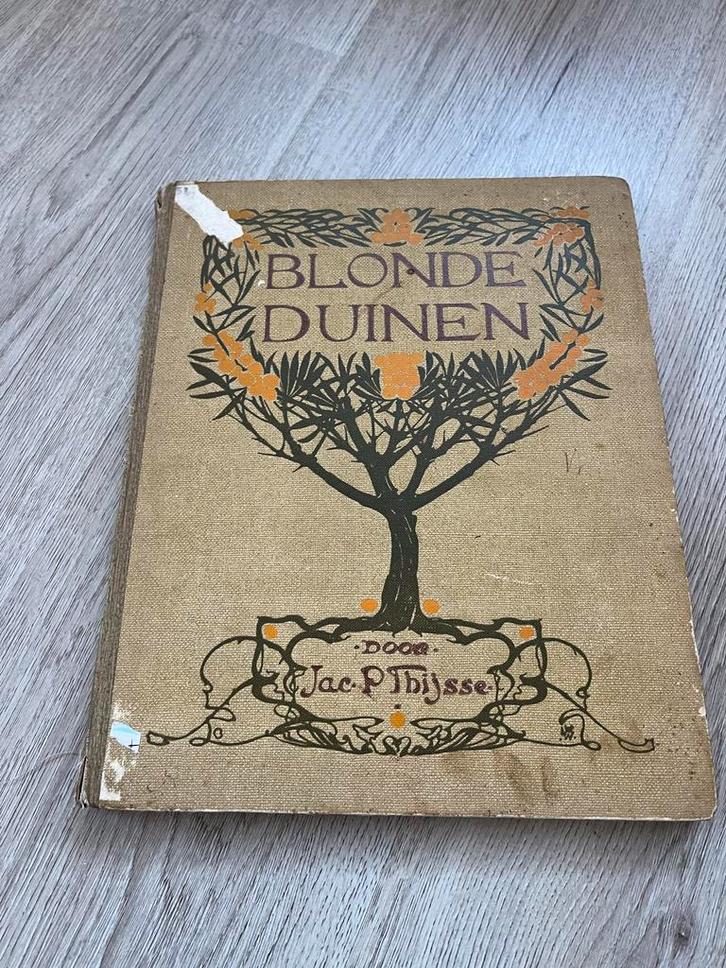 BLONDE
DUINEN
·DOOR·
Jac. P Thijsse.